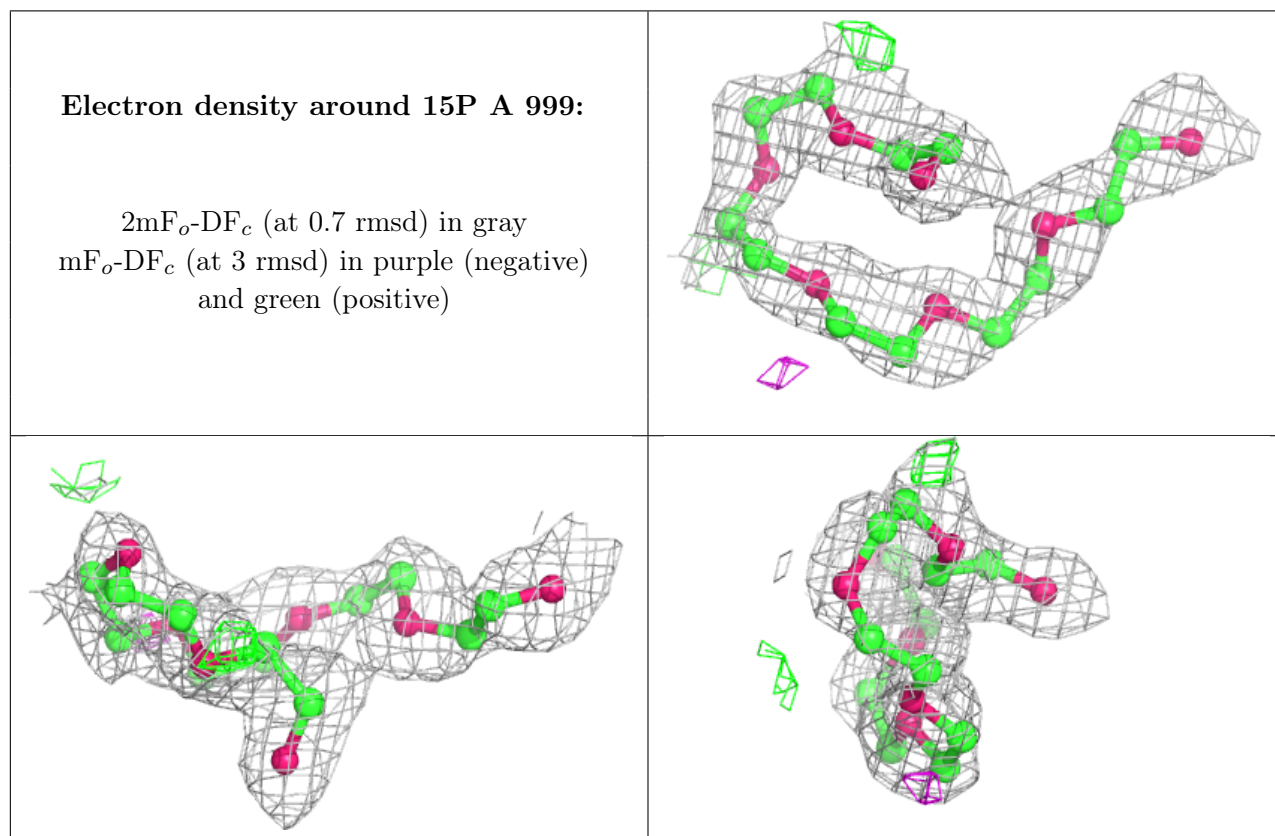 Electron density around 15P A 999:
2mFₒ-DF𝒸 (at 0.7 rmsd) in gray
mFₒ-DF𝒸 (at 3 rmsd) in purple (negative)
and green (positive)